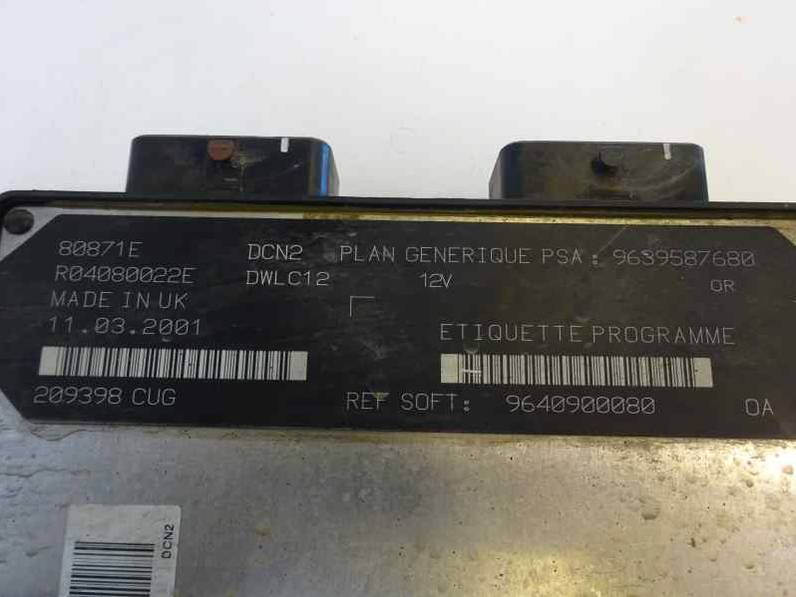 80871E DCN2 PLAN GENERIQUE PSA: 9639587680
R04080022E DWLC12 12V OR
MADE IN UK
11.03.2001 ETIQUETTE PROGRAMME
209398 CUG REF SOFT: 9640900080 0A
DCN2